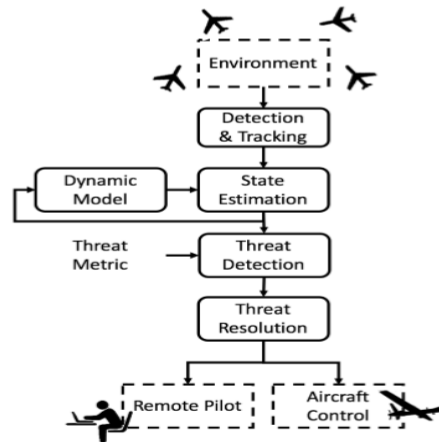 Environment
Detection
& Tracking
Dynamic
Model
State
Estimation
Threat
Metric
Threat
Detection
Threat
Resolution
Remote Pilot
Aircraft
Control